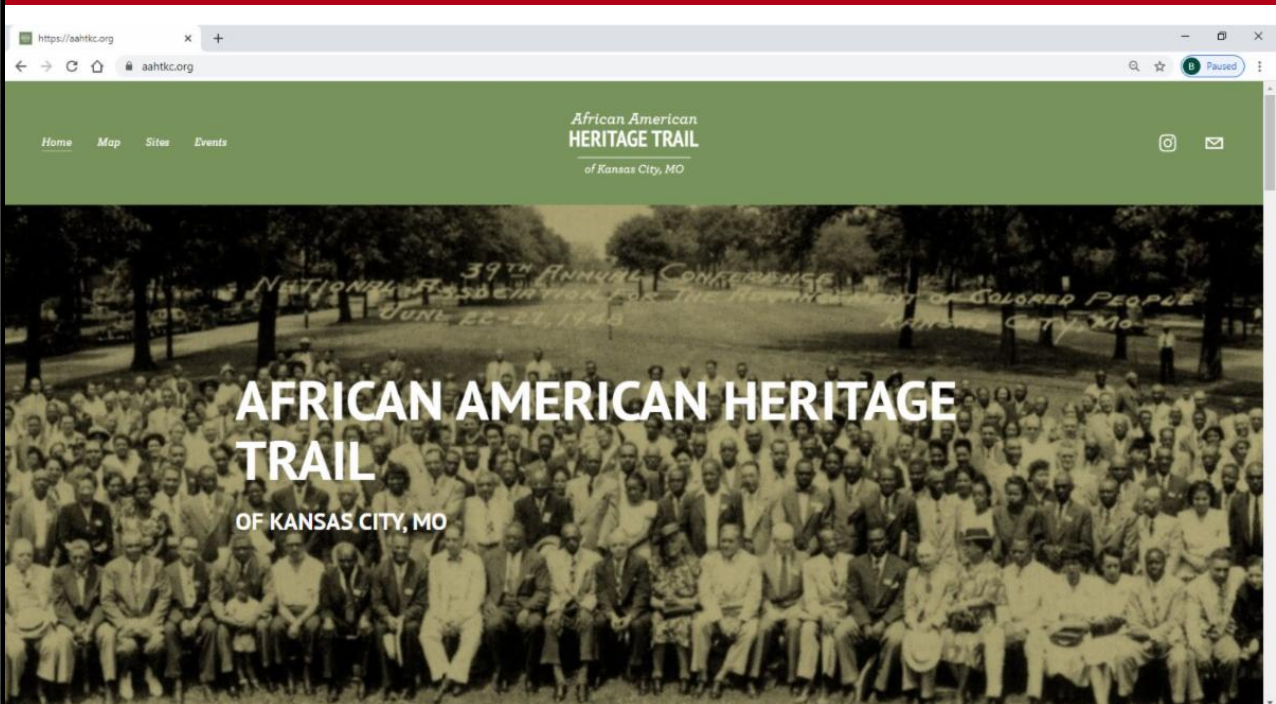 https://aahtkc.org
aahtkc.org
B Paused
Home Map Sites Events
African American
HERITAGE TRAIL
of Kansas City, MO
39TH ANNUAL CONFERENCE
NATIONAL ASSOCIATION FOR THE ADVANCEMENT OF COLORED PEOPLE
JUNE 1948 KANSAS CITY, MO
AFRICAN AMERICAN HERITAGE
TRAIL
OF KANSAS CITY, MO